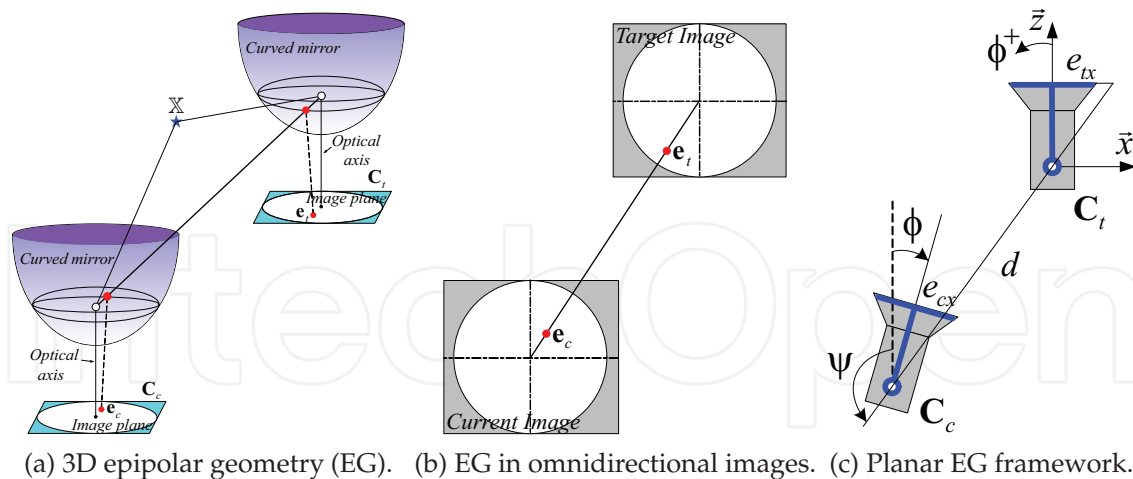 Curved mirror
𝕏
Optical axis
C_t
Image plane
e_t
Curved mirror
Optical axis
C_c
e_c
Image plane
(a) 3D epipolar geometry (EG).
Target Image
e_t
e_c
Current Image
(b) EG in omnidirectional images.
z⃗
ϕ⁺
e_tx
x⃗
C_t
ϕ
d
e_cx
ψ
C_c
(c) Planar EG framework.
IntechOpen